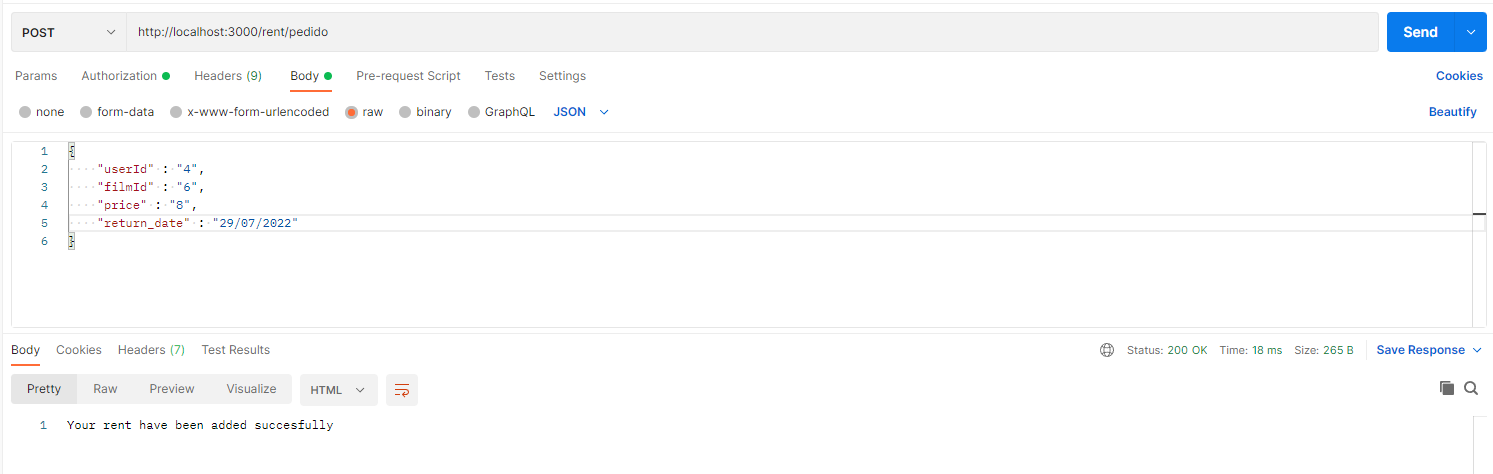 POST http://localhost:3000/rent/pedido Send
Params Authorization Headers (9) Body Pre-request Script Tests Settings Cookies
none form-data x-www-form-urlencoded raw binary GraphQL JSON Beautify
1 {
2 "userId" : "4",
3 "filmId" : "6",
4 "price" : "8",
5 "return_date" : "29/07/2022"
6 }
Body Cookies Headers (7) Test Results Status: 200 OK Time: 18 ms Size: 265 B Save Response
Pretty Raw Preview Visualize HTML
1 Your rent have been added succesfully